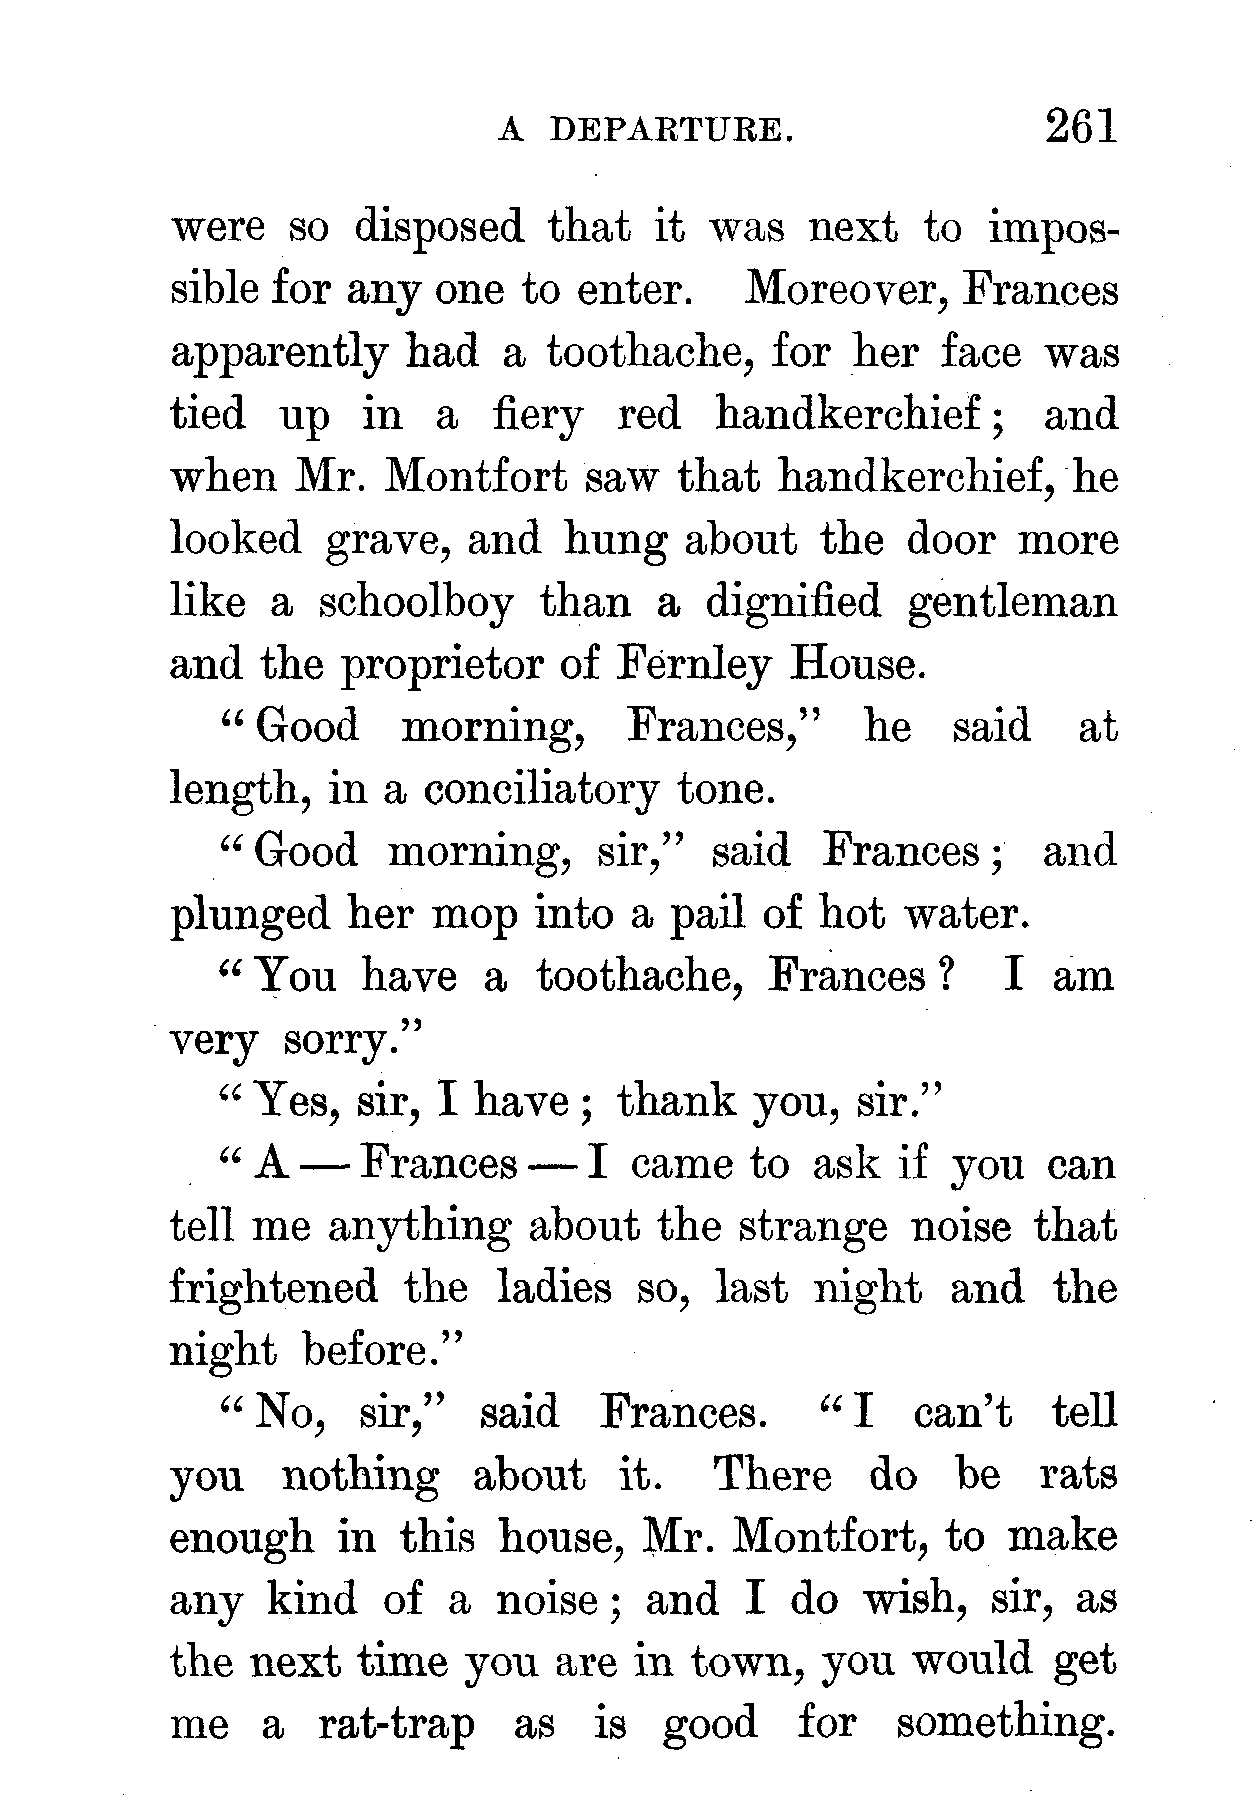 A DEPARTURE. 261
were so disposed that it was next to impos-
sible for any one to enter. Moreover, Frances
apparently had a toothache, for her face was
tied up in a fiery red handkerchief; and
when Mr. Montfort saw that handkerchief, he
looked grave, and hung about the door more
like a schoolboy than a dignified gentleman
and the proprietor of Fernley House.
"Good morning, Frances," he said at
length, in a conciliatory tone.
"Good morning, sir," said Frances; and
plunged her mop into a pail of hot water.
"You have a toothache, Frances? I am
very sorry."
"Yes, sir, I have; thank you, sir."
"A — Frances — I came to ask if you can
tell me anything about the strange noise that
frightened the ladies so, last night and the
night before."
"No, sir," said Frances. "I can't tell
you nothing about it. There do be rats
enough in this house, Mr. Montfort, to make
any kind of a noise; and I do wish, sir, as
the next time you are in town, you would get
me a rat-trap as is good for something.